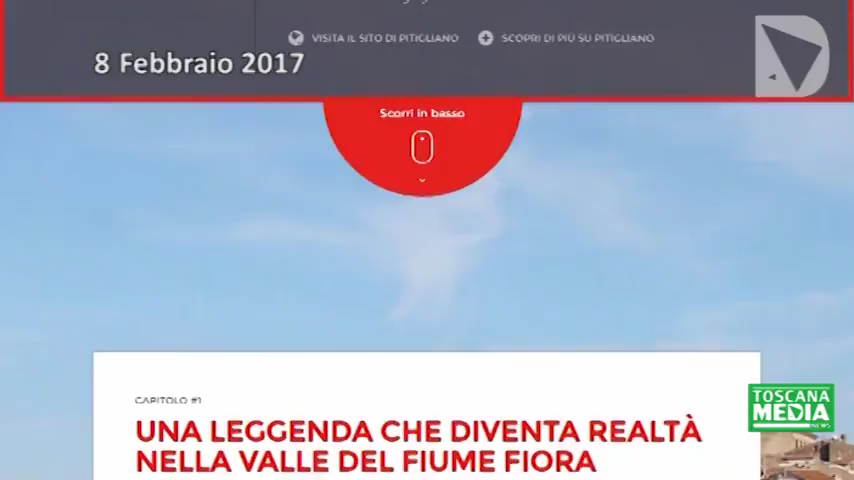 VISITA IL SITO DI PITIGLIANO
SCOPRI DI PIÙ SU PITIGLIANO
8 Febbraio 2017
Scorri in basso
CAPITOLO #1
UNA LEGGENDA CHE DIVENTA REALTÀ
NELLA VALLE DEL FIUME FIORA
TOSCANA
MEDIA
NEWS